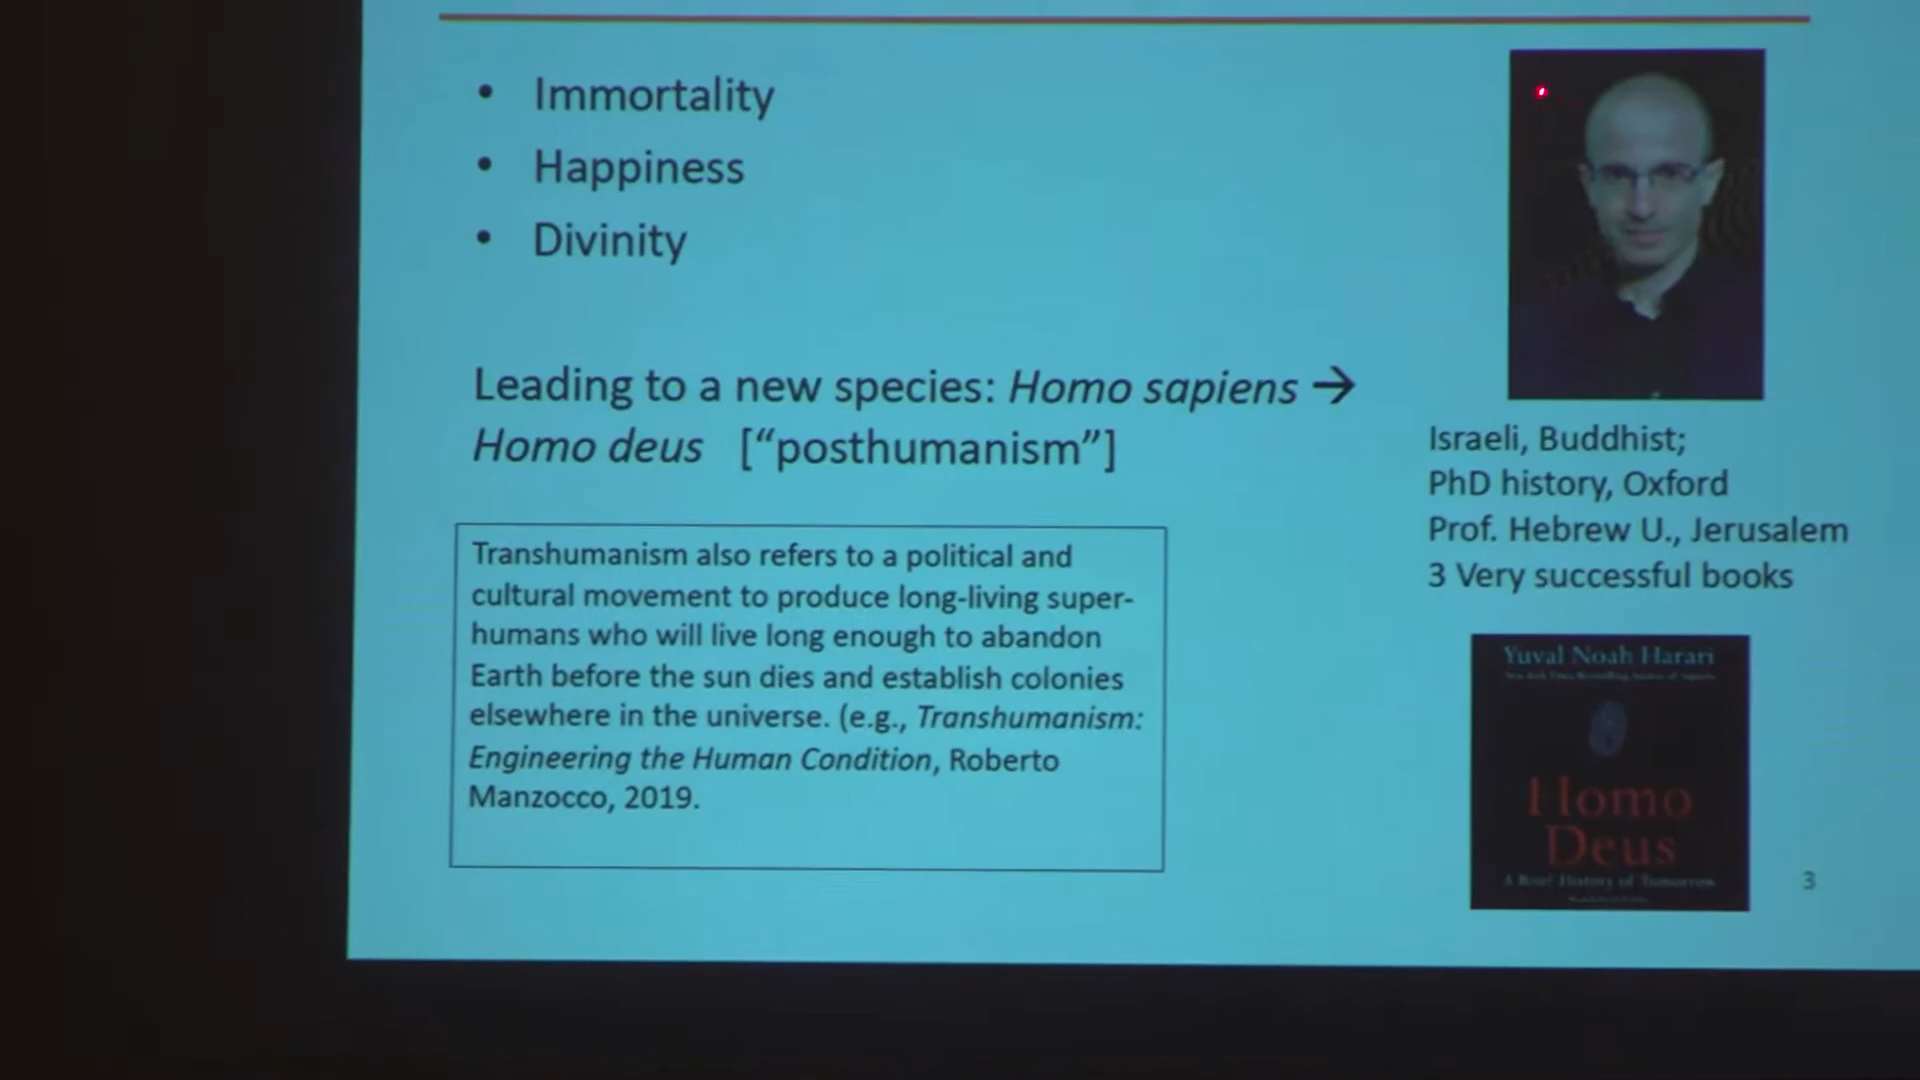 • Immortality
• Happiness
• Divinity
Leading to a new species: Homo sapiens →
Homo deus ["posthumanism"]
Transhumanism also refers to a political and
cultural movement to produce long-living super-
humans who will live long enough to abandon
Earth before the sun dies and establish colonies
elsewhere in the universe. (e.g., Transhumanism:
Engineering the Human Condition, Roberto
Manzocco, 2019.
Israeli, Buddhist;
PhD history, Oxford
Prof. Hebrew U., Jerusalem
3 Very successful books
Yuval Noah Harari
Homo
Deus
A Brief History of Tomorrow
3